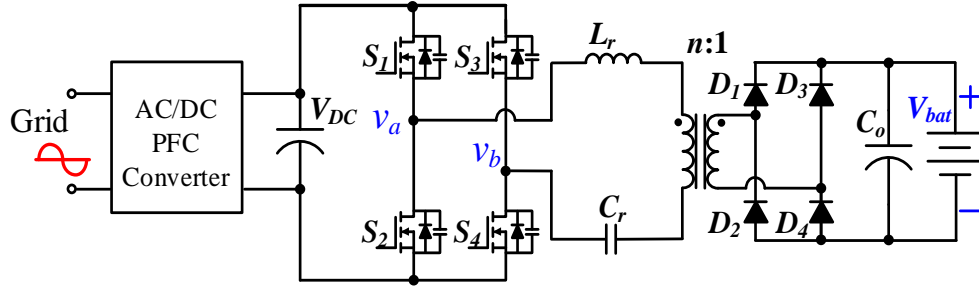 Grid
AC/DC
PFC
Converter
V_DC
S_1
S_3
v_a
v_b
S_2
S_4
L_r
C_r
n:1
D_1
D_3
D_2
D_4
C_o
V_bat
+
−